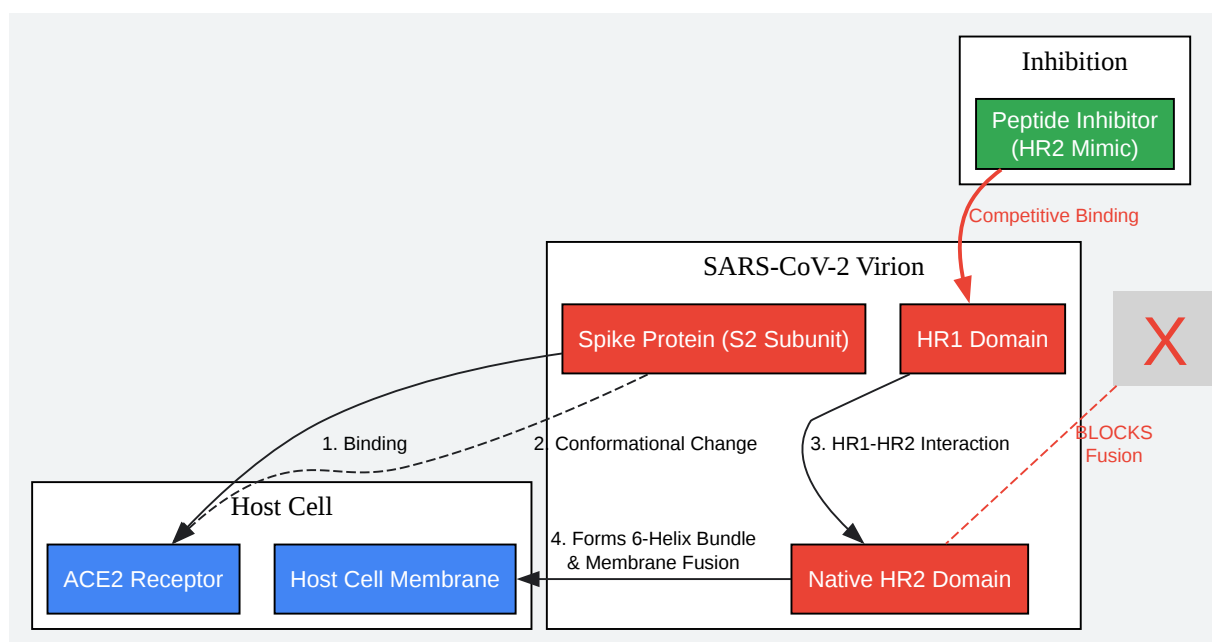 Inhibition
Peptide Inhibitor
(HR2 Mimic)
Competitive Binding
SARS-CoV-2 Virion
Spike Protein (S2 Subunit)
HR1 Domain
X
1. Binding
2. Conformational Change
3. HR1-HR2 Interaction
BLOCKS
Fusion
Host Cell
4. Forms 6-Helix Bundle
& Membrane Fusion
ACE2 Receptor
Host Cell Membrane
Native HR2 Domain